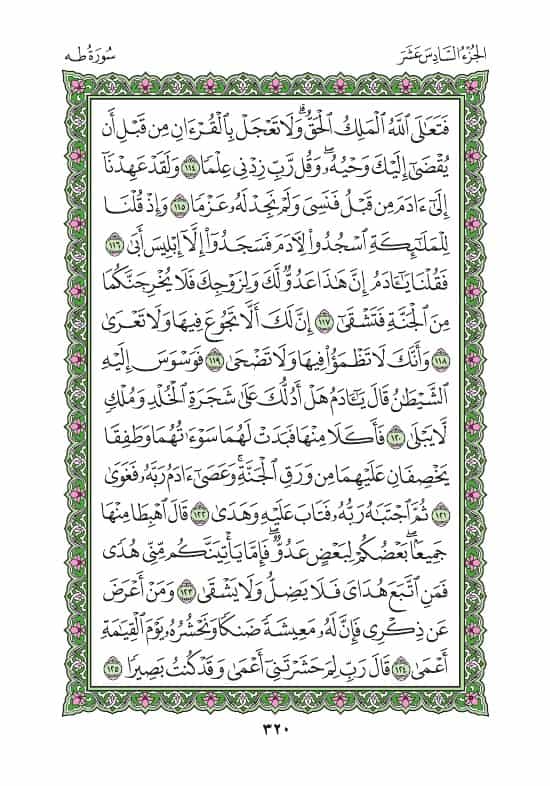 الجُزْءُ السَّادِسَ عَشَرَ
سُورَةُ طه
فَتَعَٰلَى ٱللَّهُ ٱلْمَلِكُ ٱلْحَقُّ ۗ وَلَا تَعْجَلْ بِٱلْقُرْءَانِ مِن قَبْلِ أَن
يُقْضَىٰٓ إِلَيْكَ وَحْيُهُۥ ۖ وَقُل رَّبِّ زِدْنِى عِلْمًا ١١٤ وَلَقَدْ عَهِدْنَآ
إِلَىٰٓ ءَادَمَ مِن قَبْلُ فَنَسِىَ وَلَمْ نَجِدْ لَهُۥ عَزْمًا ١١٥ وَإِذْ قُلْنَا
لِلْمَلَٰٓئِكَةِ ٱسْجُدُوا۟ لِءَادَمَ فَسَجَدُوٓا۟ إِلَّآ إِبْلِيسَ أَبَىٰ ١١٦
فَقُلْنَا يَٰٓـَٔادَمُ إِنَّ هَٰذَا عَدُوٌّ لَّكَ وَلِزَوْجِكَ فَلَا يُخْرِجَنَّكُمَا
مِنَ ٱلْجَنَّةِ فَتَشْقَىٰٓ ١١٧ إِنَّ لَكَ أَلَّا تَجُوعَ فِيهَا وَلَا تَعْرَىٰ
١١٨ وَأَنَّكَ لَا تَظْمَؤُا۟ فِيهَا وَلَا تَضْحَىٰ ١١٩ فَوَسْوَسَ إِلَيْهِ
ٱلشَّيْطَٰنُ قَالَ يَٰٓـَٔادَمُ هَلْ أَدُلُّكَ عَلَىٰ شَجَرَةِ ٱلْخُلْدِ وَمُلْكٍ
لَّا يَبْلَىٰ ١٢٠ فَأَكَلَا مِنْهَا فَبَدَتْ لَهُمَا سَوْءَٰتُهُمَا وَطَفِقَا
يَخْصِفَانِ عَلَيْهِمَا مِن وَرَقِ ٱلْجَنَّةِ ۚ وَعَصَىٰٓ ءَادَمُ رَبَّهُۥ فَغَوَىٰ
١٢١ ثُمَّ ٱجْتَبَٰهُ رَبُّهُۥ فَتَابَ عَلَيْهِ وَهَدَىٰ ١٢٢ قَالَ ٱهْبِطَا مِنْهَا
جَمِيعًۢا ۖ بَعْضُكُمْ لِبَعْضٍ عَدُوٌّ ۖ فَإِمَّا يَأْتِيَنَّكُم مِّنِّى هُدًى
فَمَنِ ٱتَّبَعَ هُدَاىَ فَلَا يَضِلُّ وَلَا يَشْقَىٰ ١٢٣ وَمَنْ أَعْرَضَ
عَن ذِكْرِى فَإِنَّ لَهُۥ مَعِيشَةً ضَنكًا وَنَحْشُرُهُۥ يَوْمَ ٱلْقِيَٰمَةِ
أَعْمَىٰ ١٢٤ قَالَ رَبِّ لِمَ حَشَرْتَنِىٓ أَعْمَىٰ وَقَدْ كُنتُ بَصِيرًا ١٢٥
٣٢٠